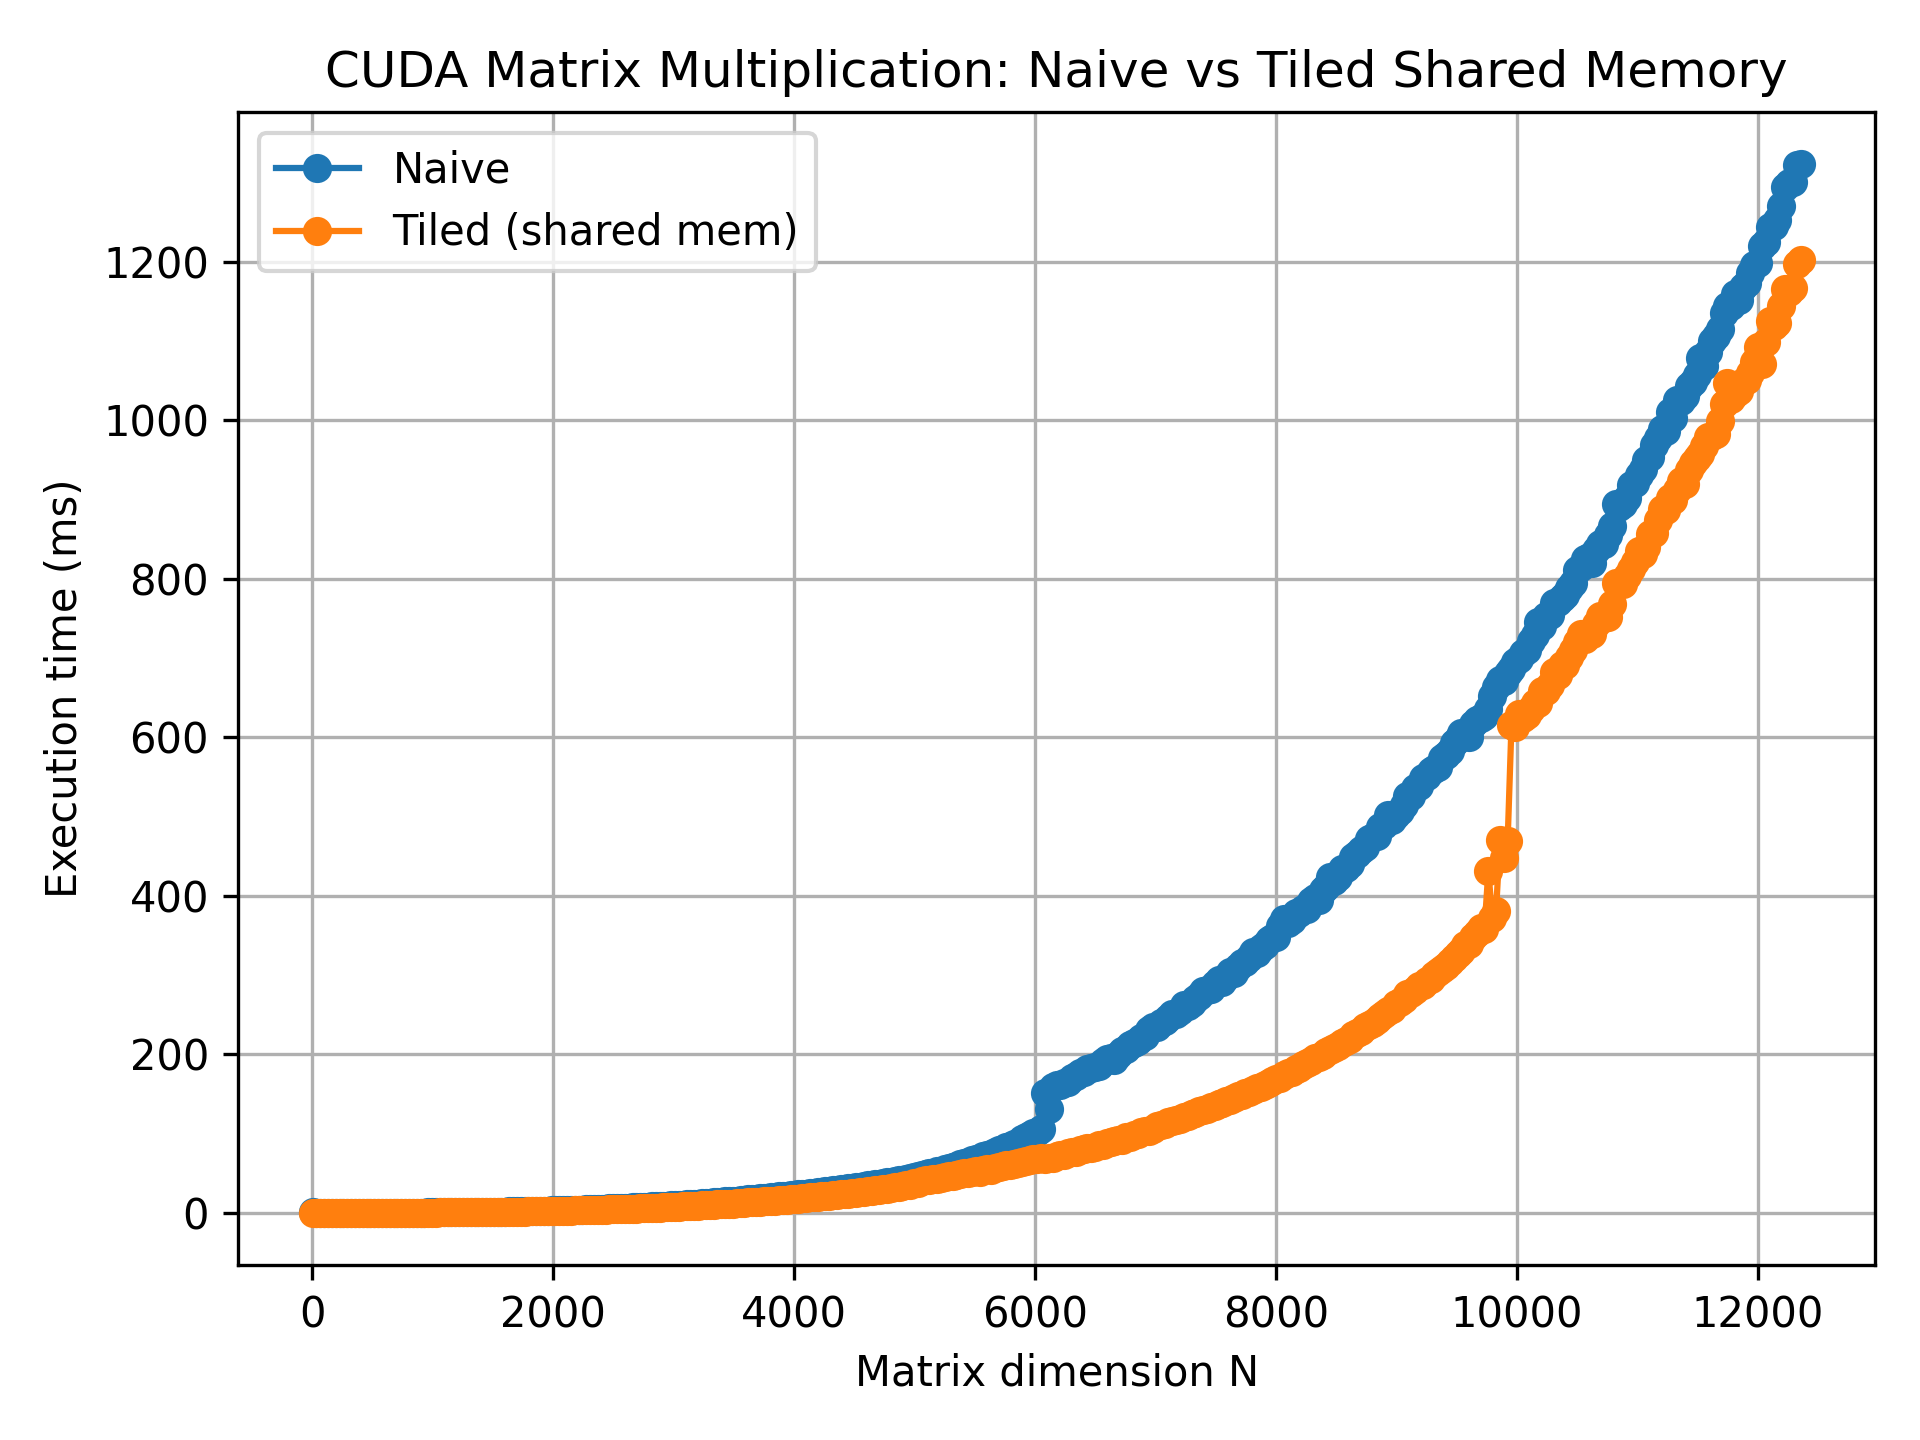 CUDA Matrix Multiplication: Naive vs Tiled Shared Memory
Naive
Tiled (shared mem)
1200
1000
800
600
400
200
0
Execution time (ms)
0 2000 4000 6000 8000 10000 12000
Matrix dimension N